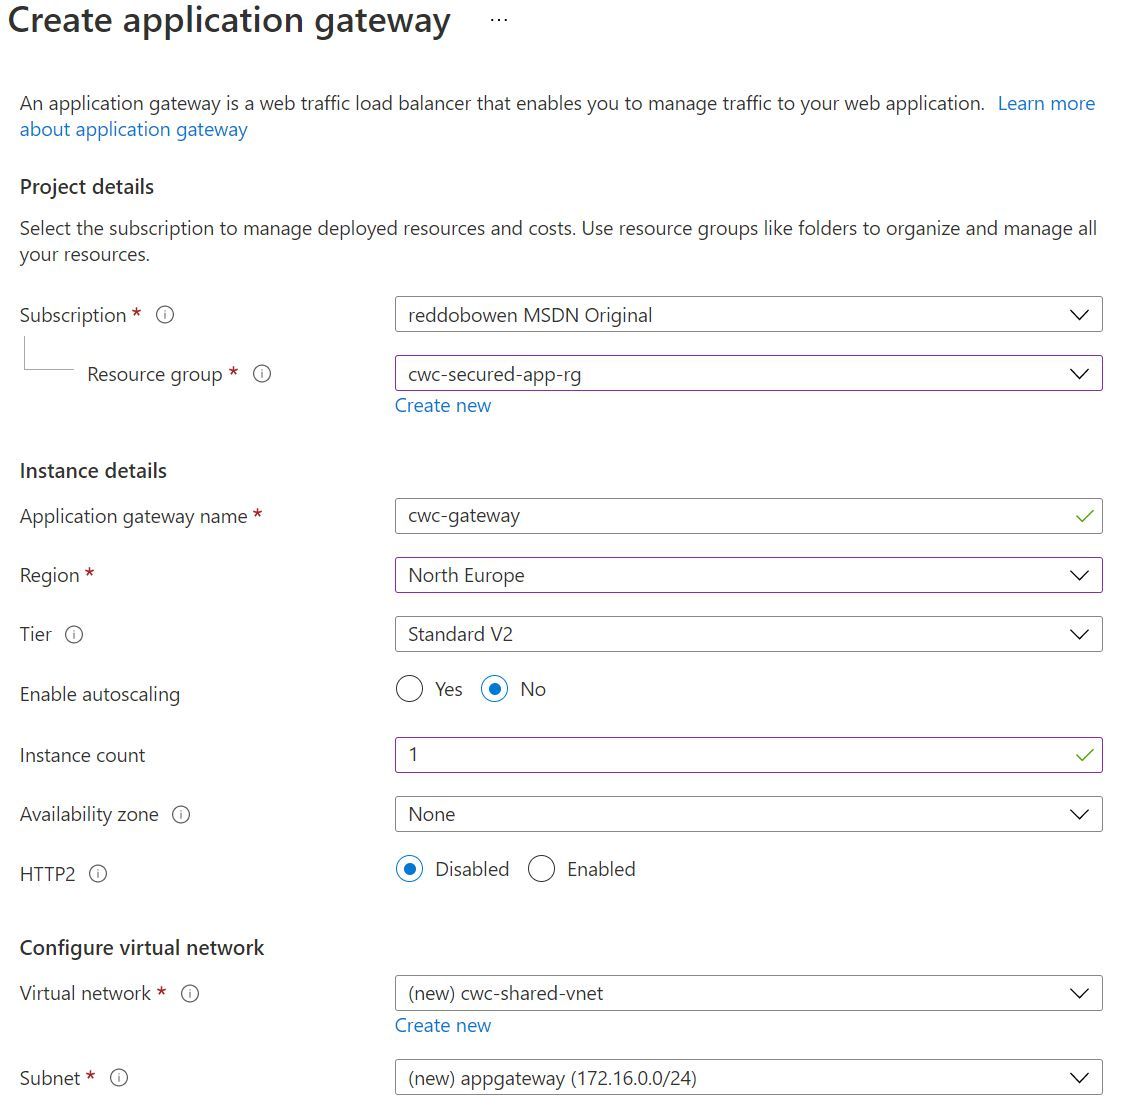 Create application gateway ...
An application gateway is a web traffic load balancer that enables you to manage traffic to your web application. Learn more
about application gateway
Project details
Select the subscription to manage deployed resources and costs. Use resource groups like folders to organize and manage all
your resources.
Subscription *
reddobowen MSDN Original
Resource group *
cwc-secured-app-rg
Create new
Instance details
Application gateway name *
cwc-gateway
Region *
North Europe
Tier
Standard V2
Enable autoscaling
Yes No
Instance count
1
Availability zone
None
HTTP2
Disabled Enabled
Configure virtual network
Virtual network *
(new) cwc-shared-vnet
Create new
Subnet *
(new) appgateway (172.16.0.0/24)